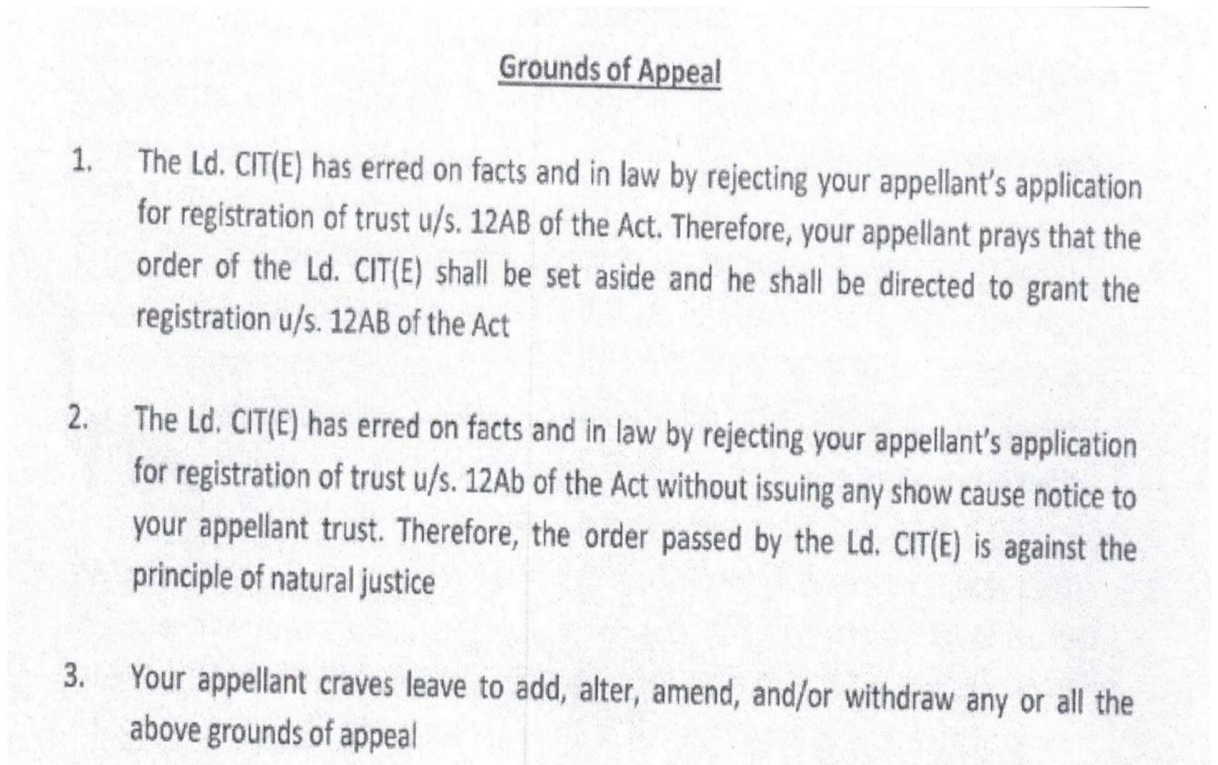 Grounds of Appeal
1. The Ld. CIT(E) has erred on facts and in law by rejecting your appellant's application
for registration of trust u/s. 12AB of the Act. Therefore, your appellant prays that the
order of the Ld. CIT(E) shall be set aside and he shall be directed to grant the
registration u/s. 12AB of the Act
2. The Ld. CIT(E) has erred on facts and in law by rejecting your appellant's application
for registration of trust u/s. 12Ab of the Act without issuing any show cause notice to
your appellant trust. Therefore, the order passed by the Ld. CIT(E) is against the
principle of natural justice
3. Your appellant craves leave to add, alter, amend, and/or withdraw any or all the
above grounds of appeal